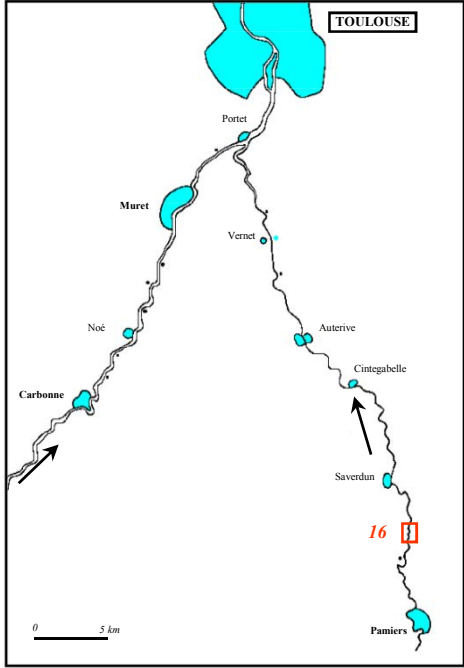 TOULOUSE
Portet
Muret
Vernet
Noé
Auterive
Cintegabelle
Carbonne
Saverdun
16
Pamiers
0 5 km